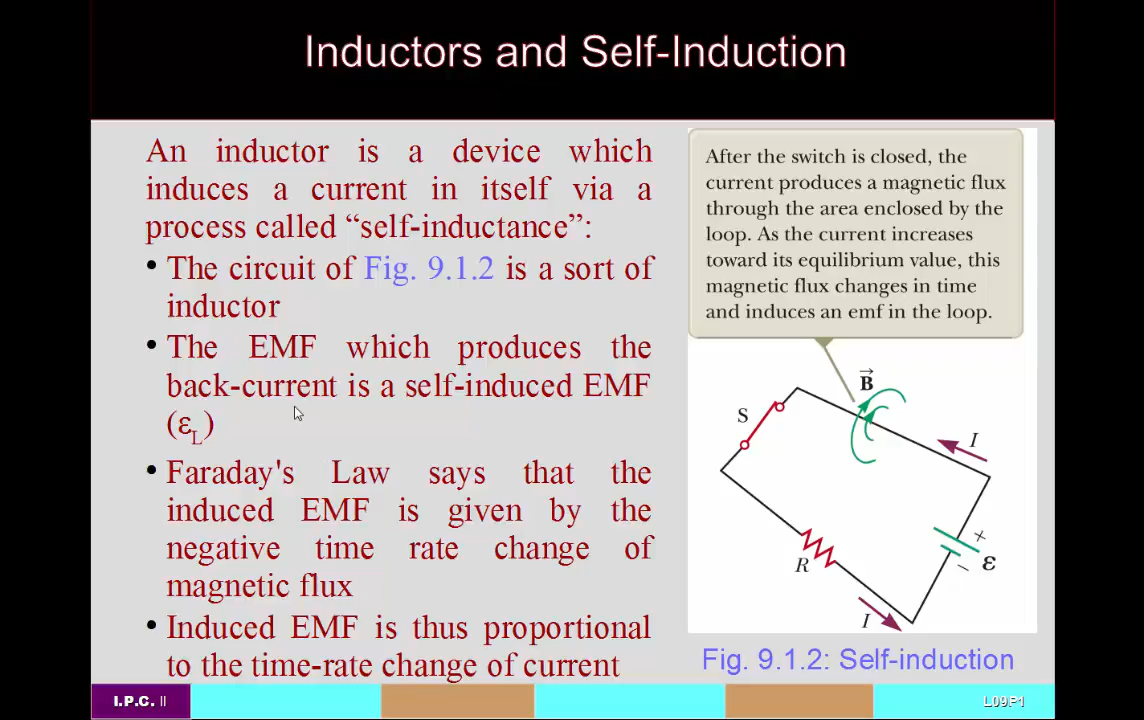 Inductors and Self-Induction
An inductor is a device which
induces a current in itself via a
process called “self-inductance”:
• The circuit of Fig. 9.1.2 is a sort of
inductor
• The EMF which produces the
back-current is a self-induced EMF
(εL)
• Faraday's Law says that the
induced EMF is given by the
negative time rate change of
magnetic flux
• Induced EMF is thus proportional
to the time-rate change of current
After the switch is closed, the
current produces a magnetic flux
through the area enclosed by the
loop. As the current increases
toward its equilibrium value, this
magnetic flux changes in time
and induces an emf in the loop.
B
S
I
R
+
−
ε
I
Fig. 9.1.2: Self-induction
I.P.C. II
L09P1